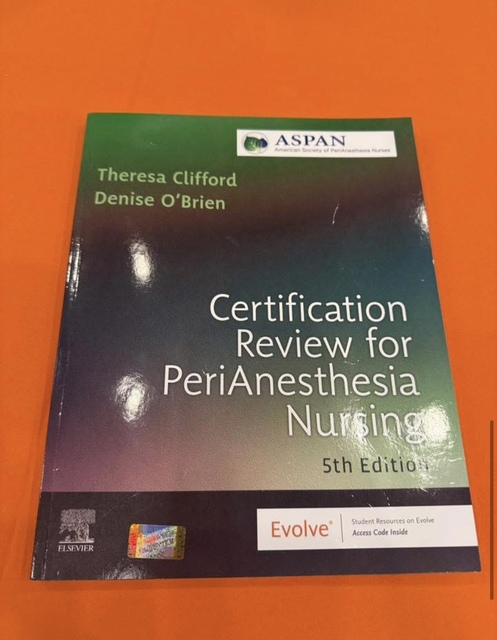 ASPAN
American Society of PeriAnesthesia Nurses
Theresa Clifford
Denise O'Brien
Certification
Review for
PeriAnesthesia
Nursing
5th Edition
ELSEVIER
Evolve®
Student Resources on Evolve
Access Code Inside